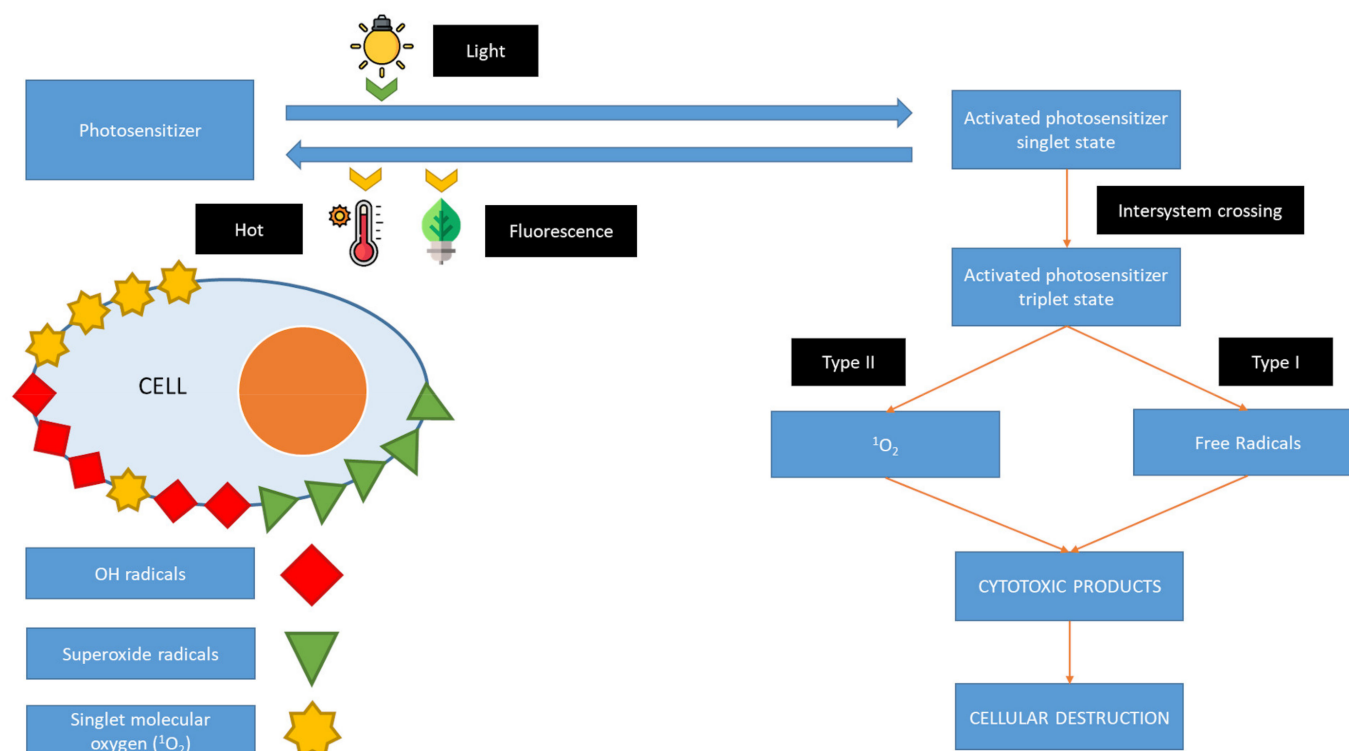 Light
Photosensitizer
Activated photosensitizer
singlet state
Hot
Fluorescence
Intersystem crossing
Activated photosensitizer
triplet state
CELL
Type II
Type I
¹O₂
Free Radicals
OH radicals
CYTOTOXIC PRODUCTS
Superoxide radicals
Singlet molecular
oxygen (¹O₂)
CELLULAR DESTRUCTION